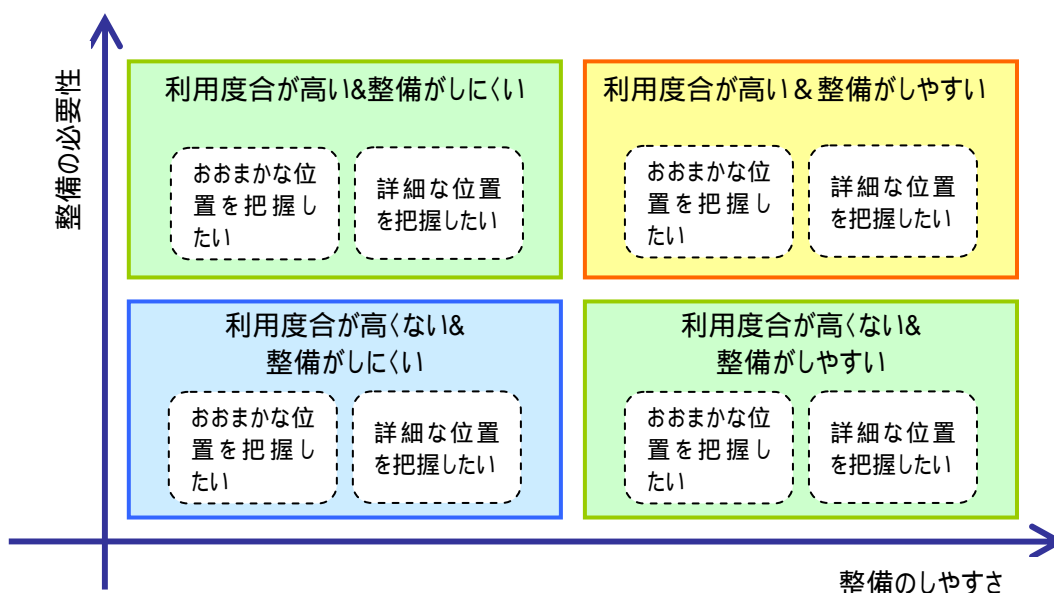 整備の必要性
利用度合が高い&整備がしにくい
おおまかな位
置を把握し
たい
詳細な位置
を把握したい
利用度合が高い&整備がしやすい
おおまかな位
置を把握し
たい
詳細な位置
を把握したい
利用度合が高くない&
整備がしにくい
おおまかな位
置を把握し
たい
詳細な位置
を把握したい
利用度合が高くない&
整備がしやすい
おおまかな位
置を把握し
たい
詳細な位置
を把握したい
整備のしやすさ